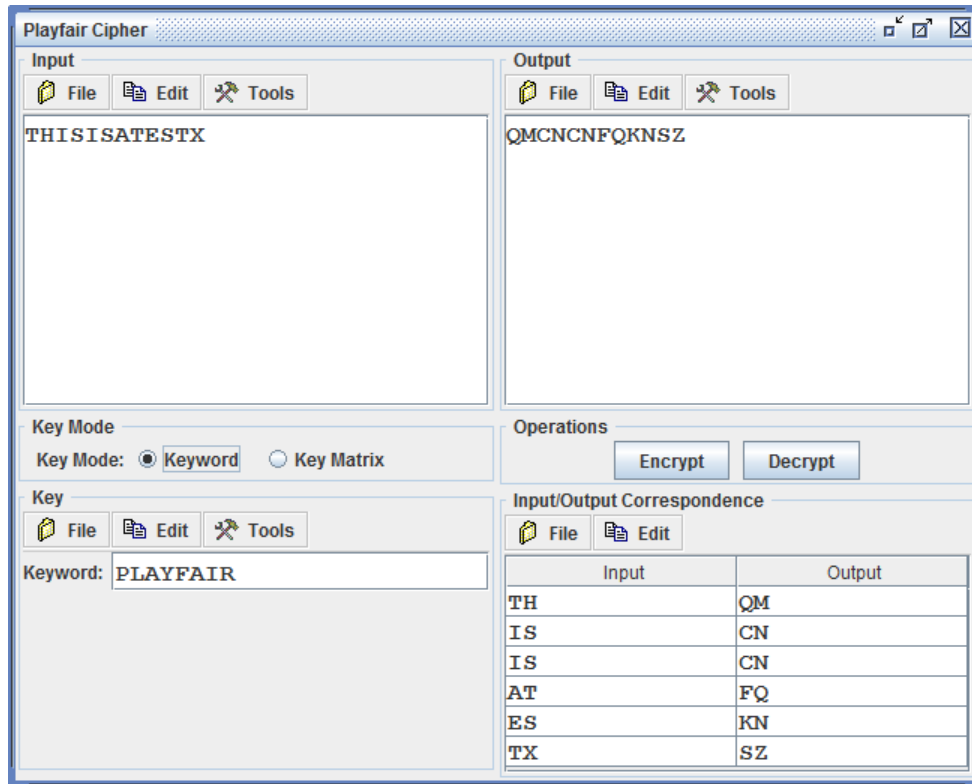 Playfair Cipher
Input
File Edit Tools
THISISATESTX
Output
File Edit Tools
QMCNCNFQKNSZ
Key Mode
Key Mode: Keyword Key Matrix
Operations
Encrypt Decrypt
Key
File Edit Tools
Keyword: PLAYFAIR
Input/Output Correspondence
File Edit
Input Output
TH QM
IS CN
IS CN
AT FQ
ES KN
TX SZ